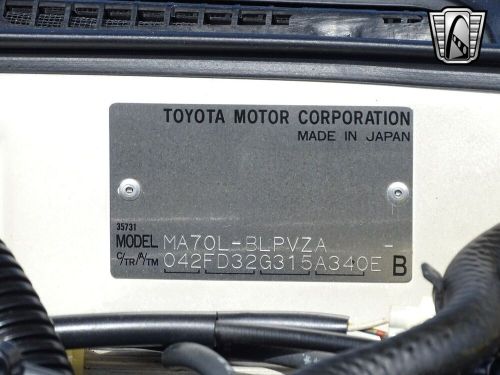 TOYOTA MOTOR CORPORATION
MADE IN JAPAN
35731
MODEL MA70L-BLPVZA -
C/TR/A/TM 042FD32G315A340E B